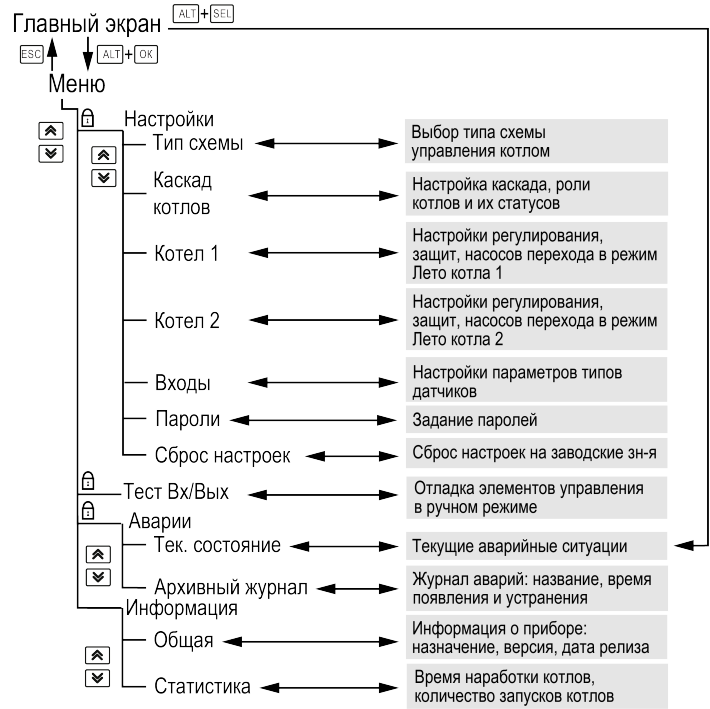 Главный экран
ALT+SEL
ESC
ALT+OK
Меню
Настройки
Тип схемы
Выбор типа схемы
управления котлом
Каскад
котлов
Настройка каскада, роли
котлов и их статусов
Котел 1
Настройки регулирования,
защит, насосов перехода в режим
Лето котла 1
Котел 2
Настройки регулирования,
защит, насосов перехода в режим
Лето котла 2
Входы
Настройки параметров типов
датчиков
Пароли
Задание паролей
Сброс настроек
Сброс настроек на заводские зн-я
Тест Вх/Вых
Отладка элементов управления
в ручном режиме
Аварии
Тек. состояние
Текущие аварийные ситуации
Архивный журнал
Журнал аварий: название, время
появления и устранения
Информация
Общая
Информация о приборе:
назначение, версия, дата релиза
Статистика
Время наработки котлов,
количество запусков котлов